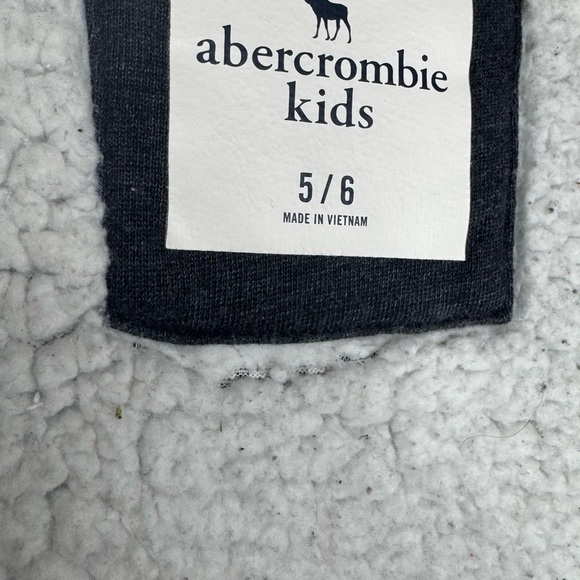 abercrombie
kids
5 / 6
MADE IN VIETNAM